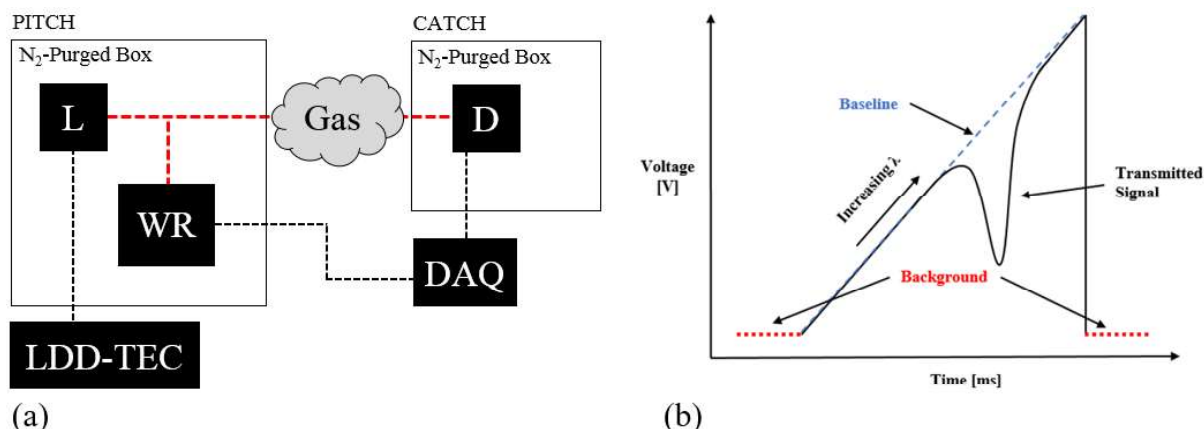 PITCH
N₂-Purged Box
L
WR
LDD-TEC
Gas
CATCH
N₂-Purged Box
D
DAQ
(a)
Voltage
[V]
Baseline
Increasing λ
Transmitted
Signal
Background
Time [ms]
(b)